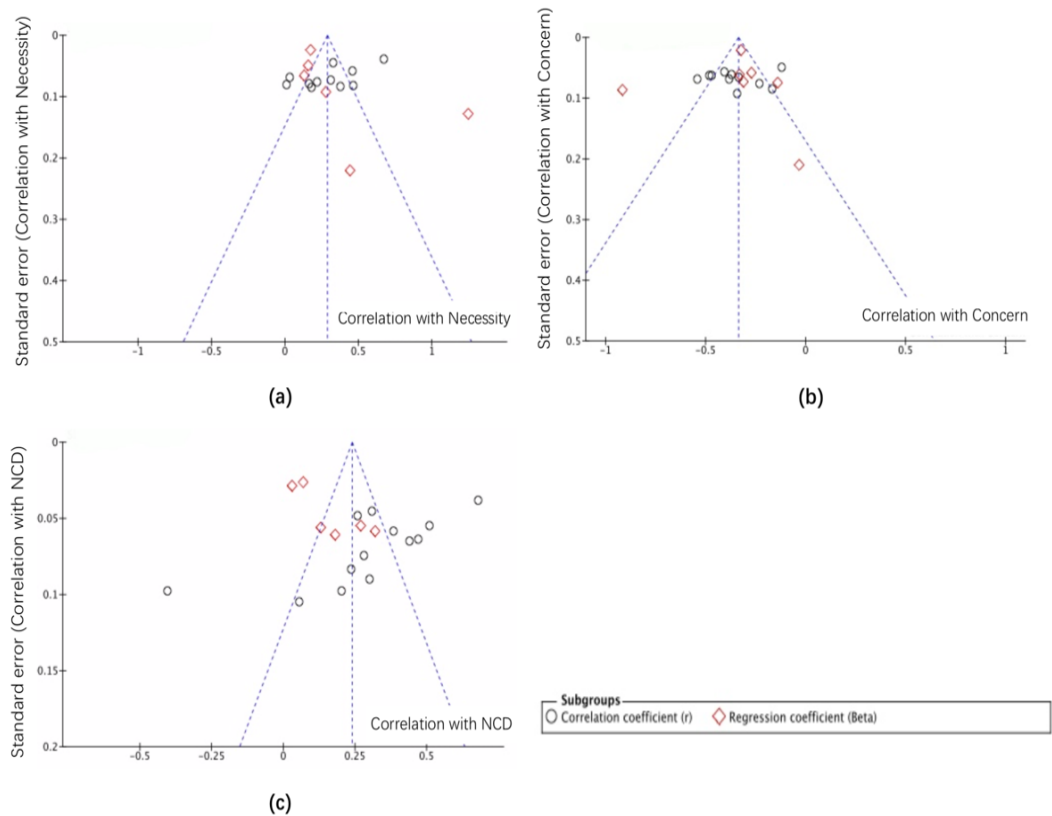 Standard error (Correlation with Necessity)
0
0.1
0.2
0.3
0.4
0.5
-1
-0.5
0
0.5
1
Correlation with Necessity
(a)
Standard error (Correlation with Concern)
0
0.1
0.2
0.3
0.4
0.5
-1
-0.5
0
0.5
1
Correlation with Concern
(b)
Standard error (Correlation with NCD)
0
0.05
0.1
0.15
0.2
-0.5
-0.25
0
0.25
0.5
Correlation with NCD
(c)
Subgroups
Correlation coefficient (r)
Regression coefficient (Beta)